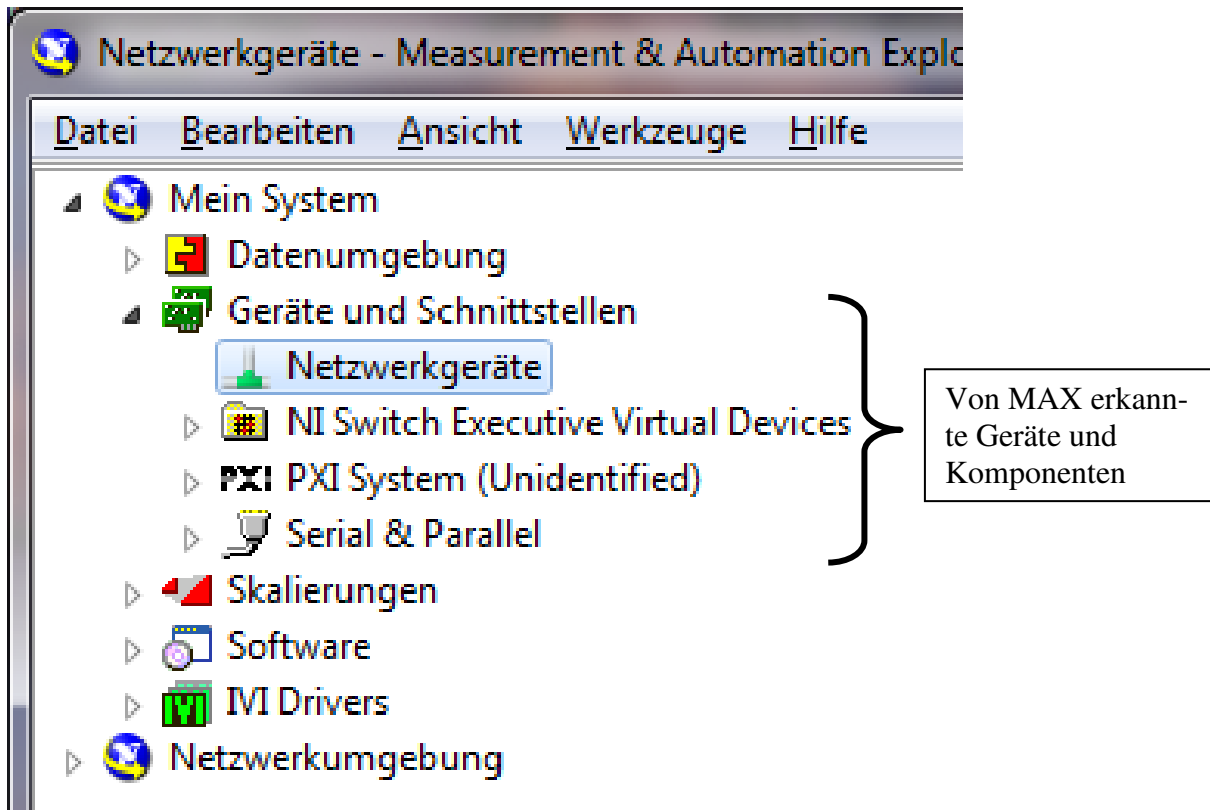 Netzwerkgeräte - Measurement & Automation Explo
Datei Bearbeiten Ansicht Werkzeuge Hilfe
Mein System
Datenumgebung
Geräte und Schnittstellen
Netzwerkgeräte
NI Switch Executive Virtual Devices
PXI PXI System (Unidentified)
Serial & Parallel
Skalierungen
Software
IVI IVI Drivers
Netzwerkumgebung
Von MAX erkann-
te Geräte und
Komponenten